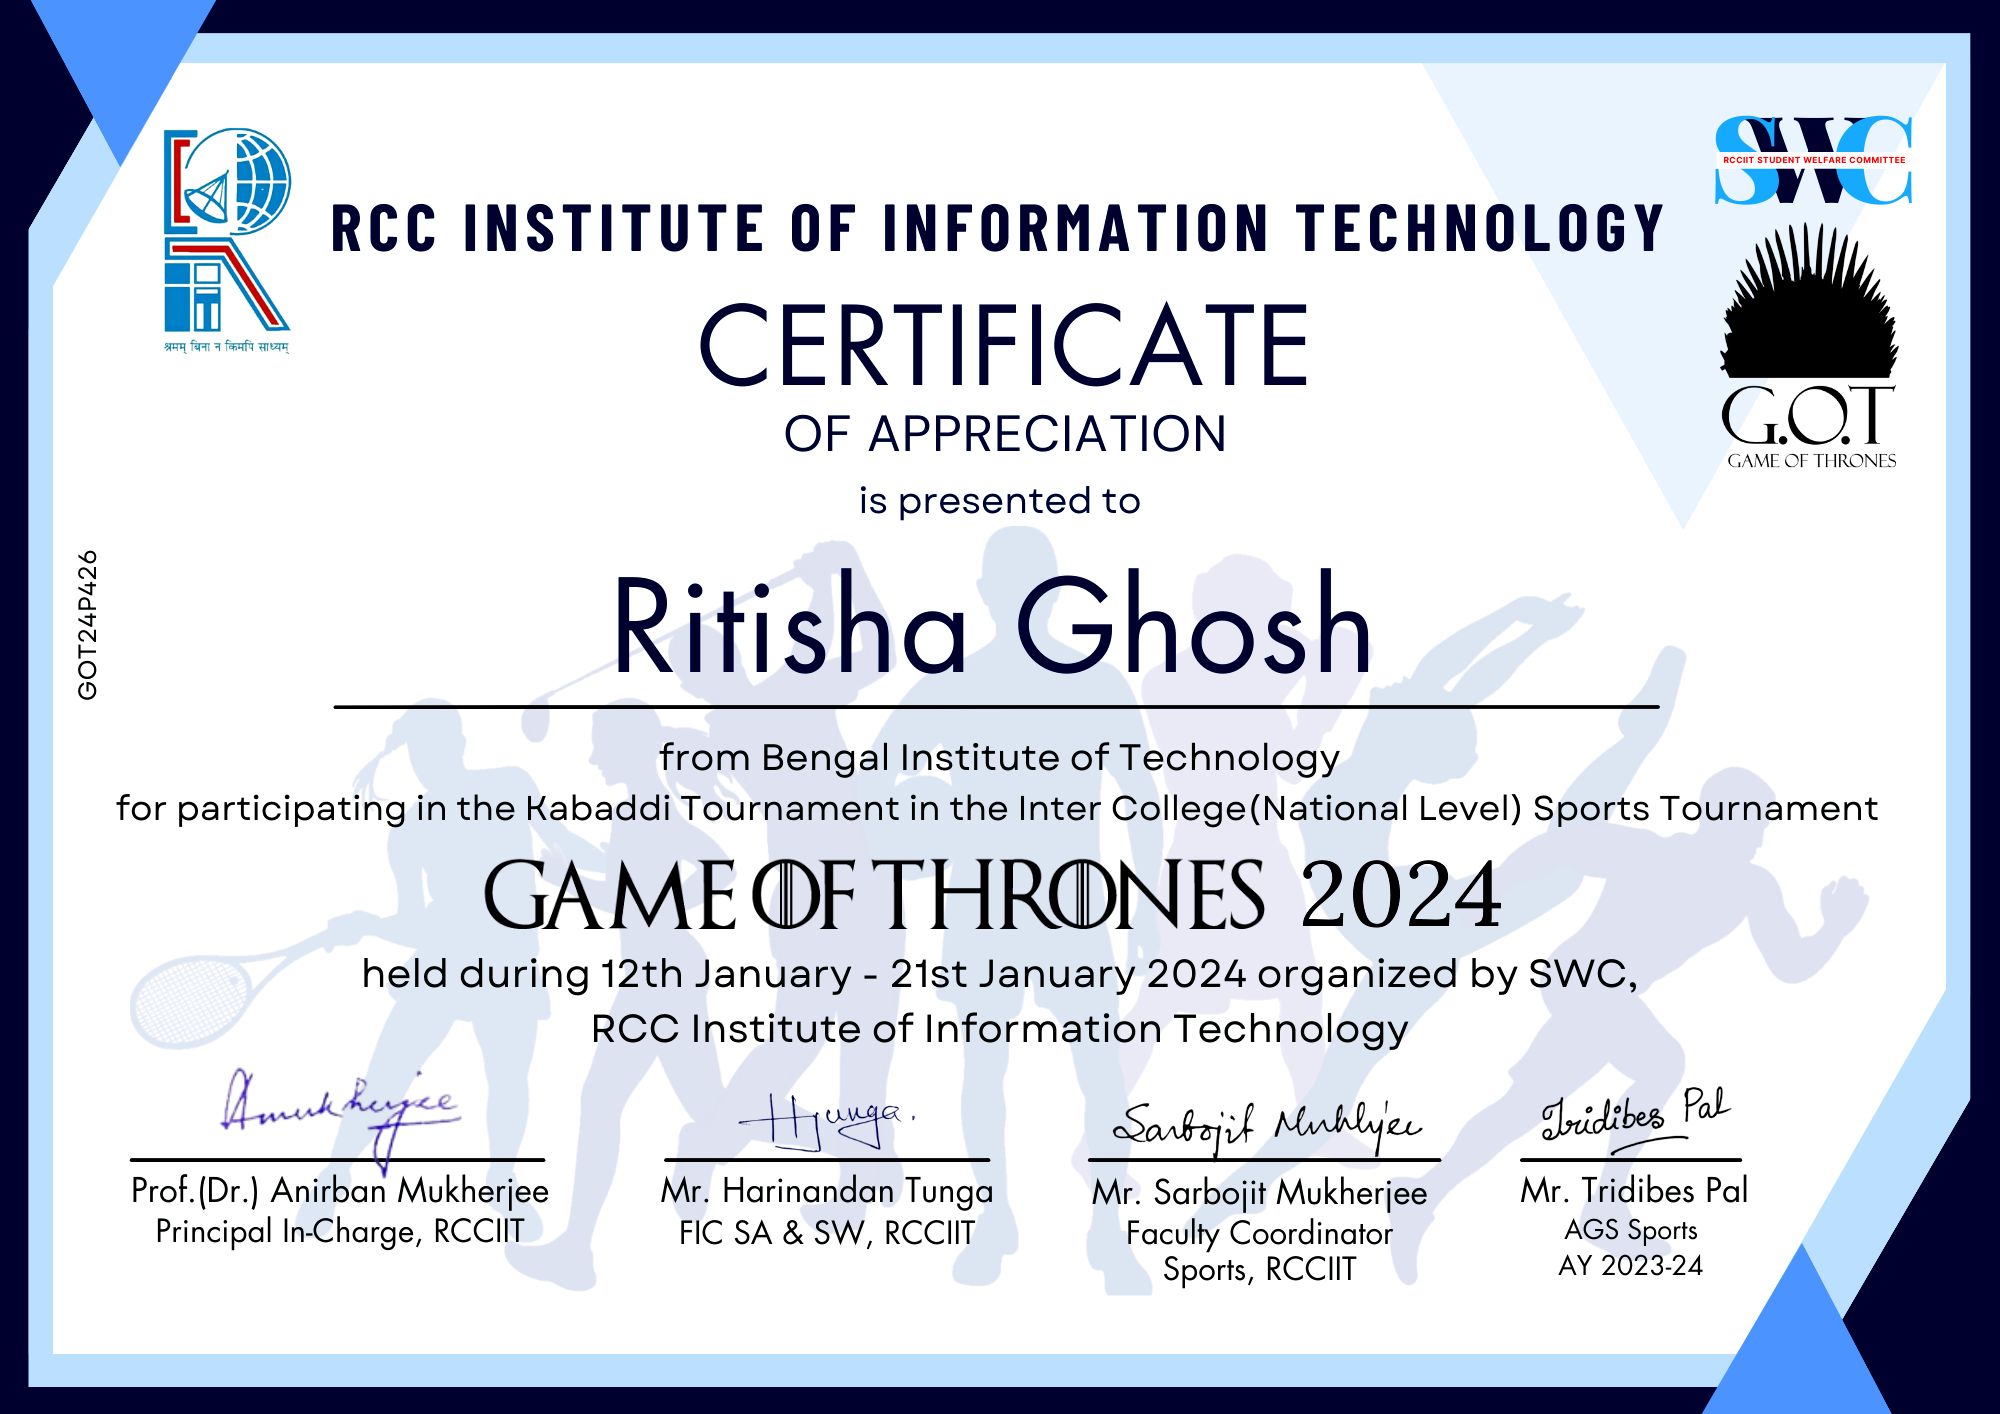 RCCIIT STUDENT WELFARE COMMITTEE
SWC
RCC INSTITUTE OF INFORMATION TECHNOLOGY
श्रमम् बिना न किमपि साध्यम्
CERTIFICATE
OF APPRECIATION
G.O.T
GAME OF THRONES
is presented to
GOT24P426
Ritisha Ghosh
from Bengal Institute of Technology
for participating in the Kabaddi Tournament in the Inter College(National Level) Sports Tournament
GAME OF THRONES 2024
held during 12th January - 21st January 2024 organized by SWC,
RCC Institute of Information Technology
Amukherjee
HTunga.
Sarbojit Mukhjee
Tridibes Pal
Prof.(Dr.) Anirban Mukherjee
Principal In-Charge, RCCIIT
Mr. Harinandan Tunga
FIC SA & SW, RCCIIT
Mr. Sarbojit Mukherjee
Faculty Coordinator
Sports, RCCIIT
Mr. Tridibes Pal
AGS Sports
AY 2023-24